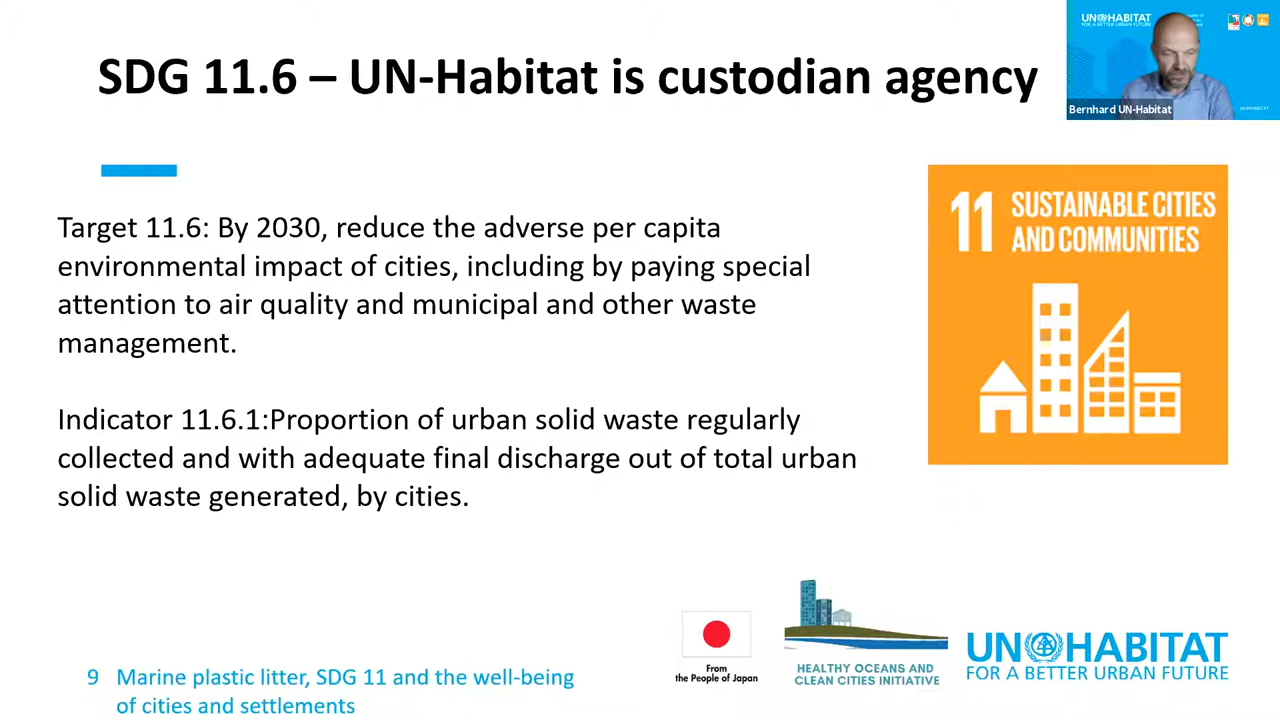 SDG 11.6 – UN-Habitat is custodian agency
UN HABITAT
FOR A BETTER URBAN FUTURE
Bernhard UN-Habitat
Target 11.6: By 2030, reduce the adverse per capita
environmental impact of cities, including by paying special
attention to air quality and municipal and other waste
management.
Indicator 11.6.1:Proportion of urban solid waste regularly
collected and with adequate final discharge out of total urban
solid waste generated, by cities.
11 SUSTAINABLE CITIES
AND COMMUNITIES
From
the People of Japan
HEALTHY OCEANS AND
CLEAN CITIES INITIATIVE
UN HABITAT
FOR A BETTER URBAN FUTURE
9 Marine plastic litter, SDG 11 and the well-being
of cities and settlements